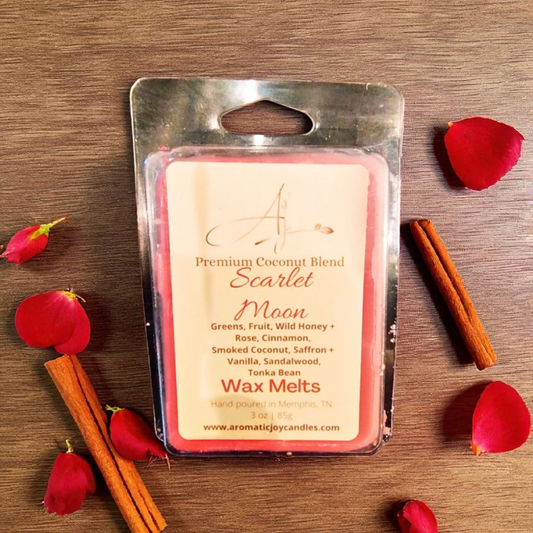 AJ
Premium Coconut Blend
Scarlet
Moon
Greens, Fruit, Wild Honey +
Rose, Cinnamon,
Smoked Coconut, Saffron +
Vanilla, Sandalwood,
Tonka Bean
Wax Melts
Hand-poured in Memphis, TN
3 oz | 85g
www.aromaticjoycandles.com